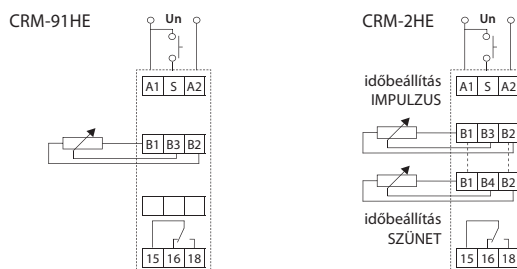 CRM-91HE
Un
A1 S A2
B1 B3 B2
15 16 18
CRM-2HE
Un
időbeállítás
IMPULZUS
A1 S A2
B1 B3 B2
B1 B4 B2
időbeállítás
SZÜNET
15 16 18